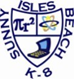 SUNNY
ISLES
BEACH
πr²
K-8